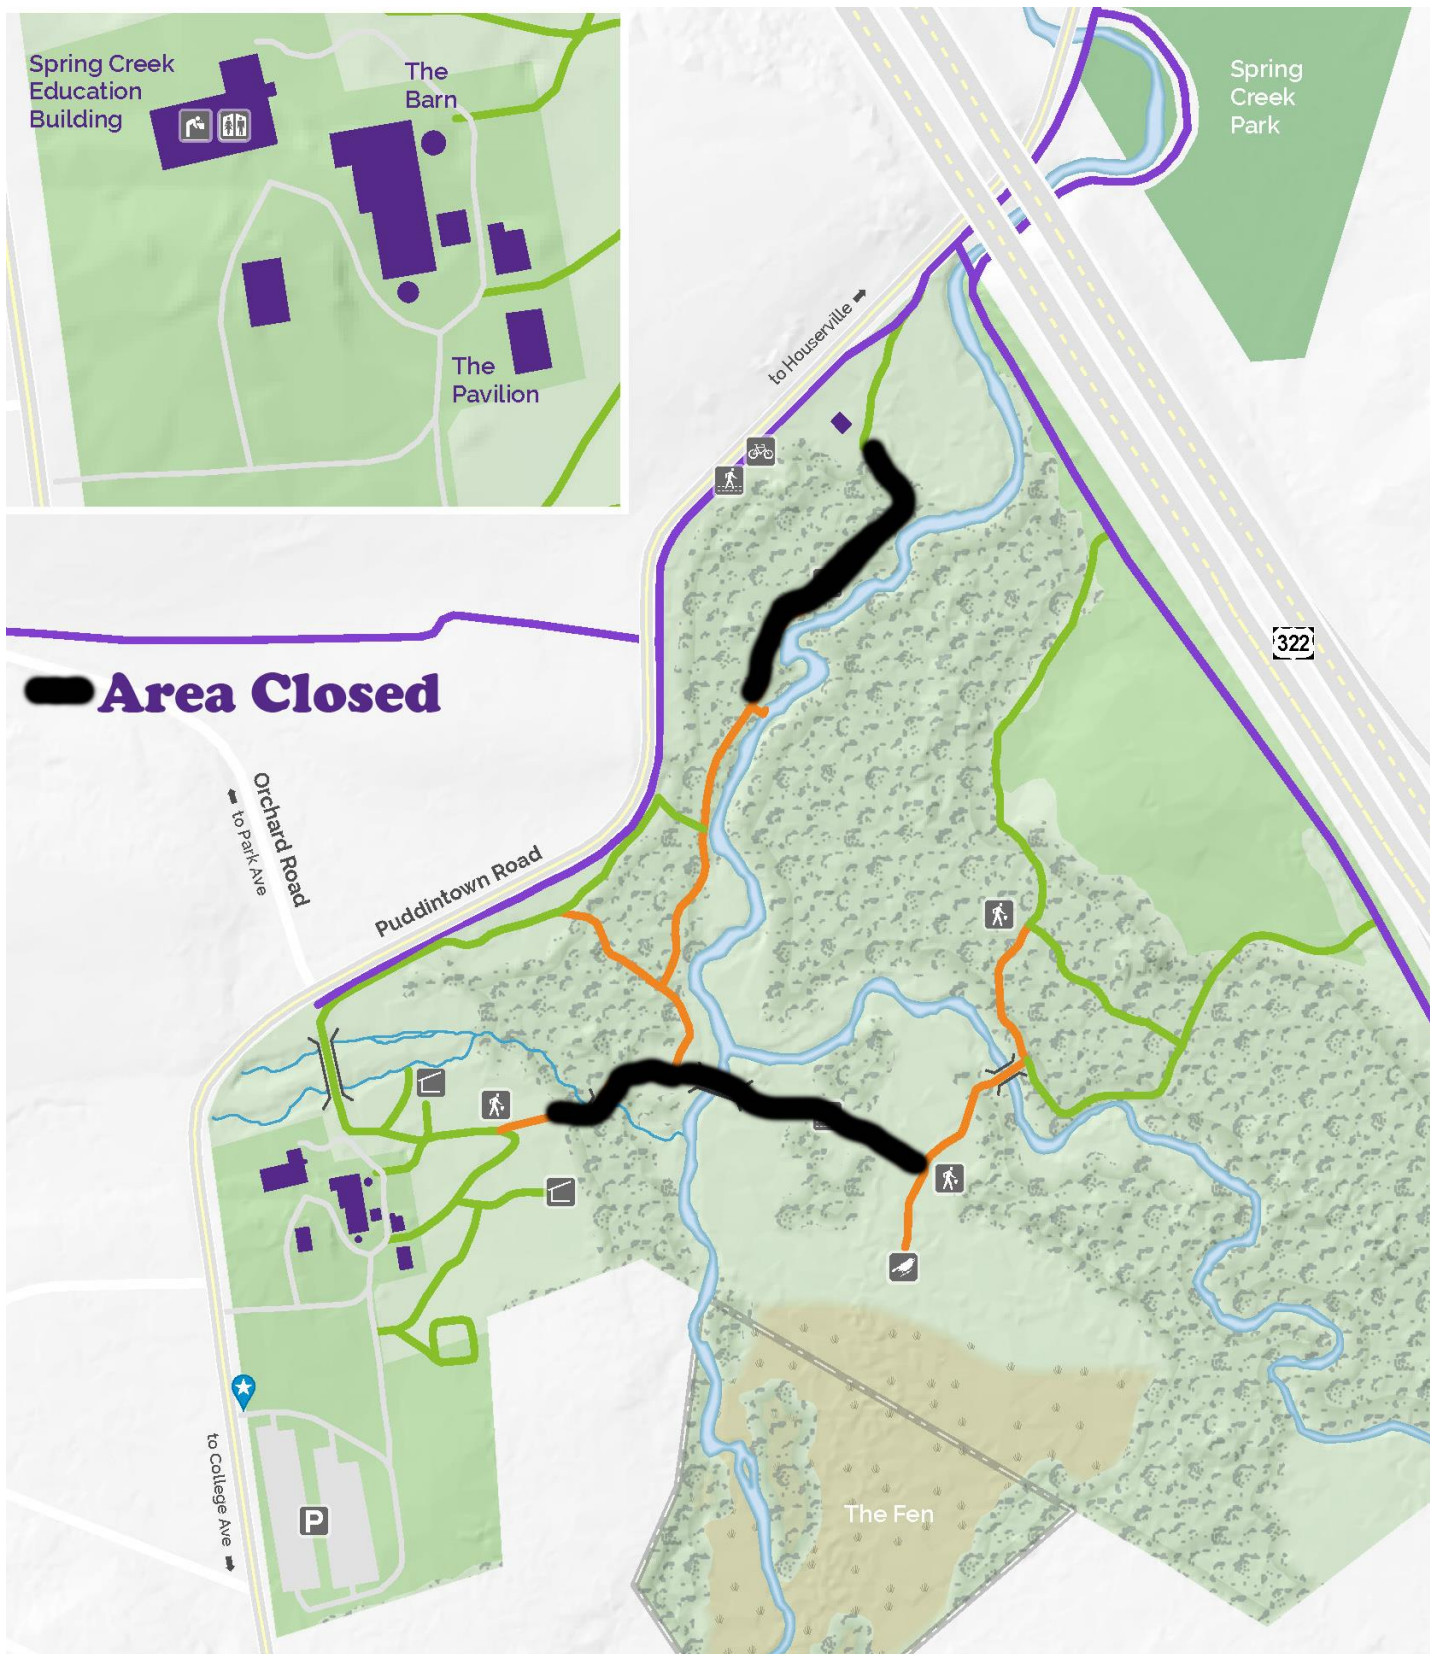 Spring Creek
Education
Building
The
Barn
The
Pavilion
Spring
Creek
Park
to Houserville
322
Area Closed
Orchard Road
to Park Ave
Puddintown Road
to College Ave
P
The Fen